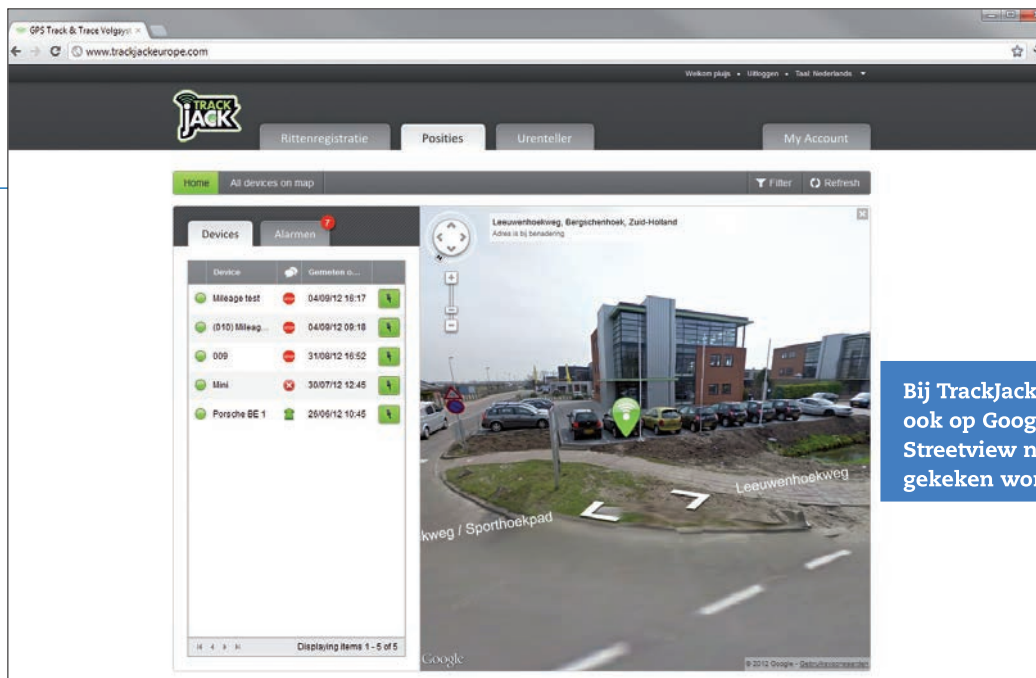 GPS Track & Trace Volgsyst
www.trackjackeurope.com
Welkom pluijs • Uitloggen • Taal: Nederlands
TRACK JACK
Rittenregistratie
Posities
Urenteller
My Account
Home
All devices on map
Filter
Refresh
Devices
Alarmen
7
Device
Gemeten o...
Mileage test
04/09/12 16:17
(010) Mileag...
04/09/12 09:18
009
31/08/12 16:52
Mini
30/07/12 12:45
Porsche BE 1
26/06/12 10:45
Displaying items 1 - 5 of 5
Leeuwenhoekweg, Bergschenhoek, Zuid-Holland
Adres is bij benadering
N
Leeuwenhoekweg
kweg / Sporthoekpad
Google
© 2012 Google - Gebruiksvoorwaarden
Bij TrackJack
ook op Goog
Streetview n
gekeken wor